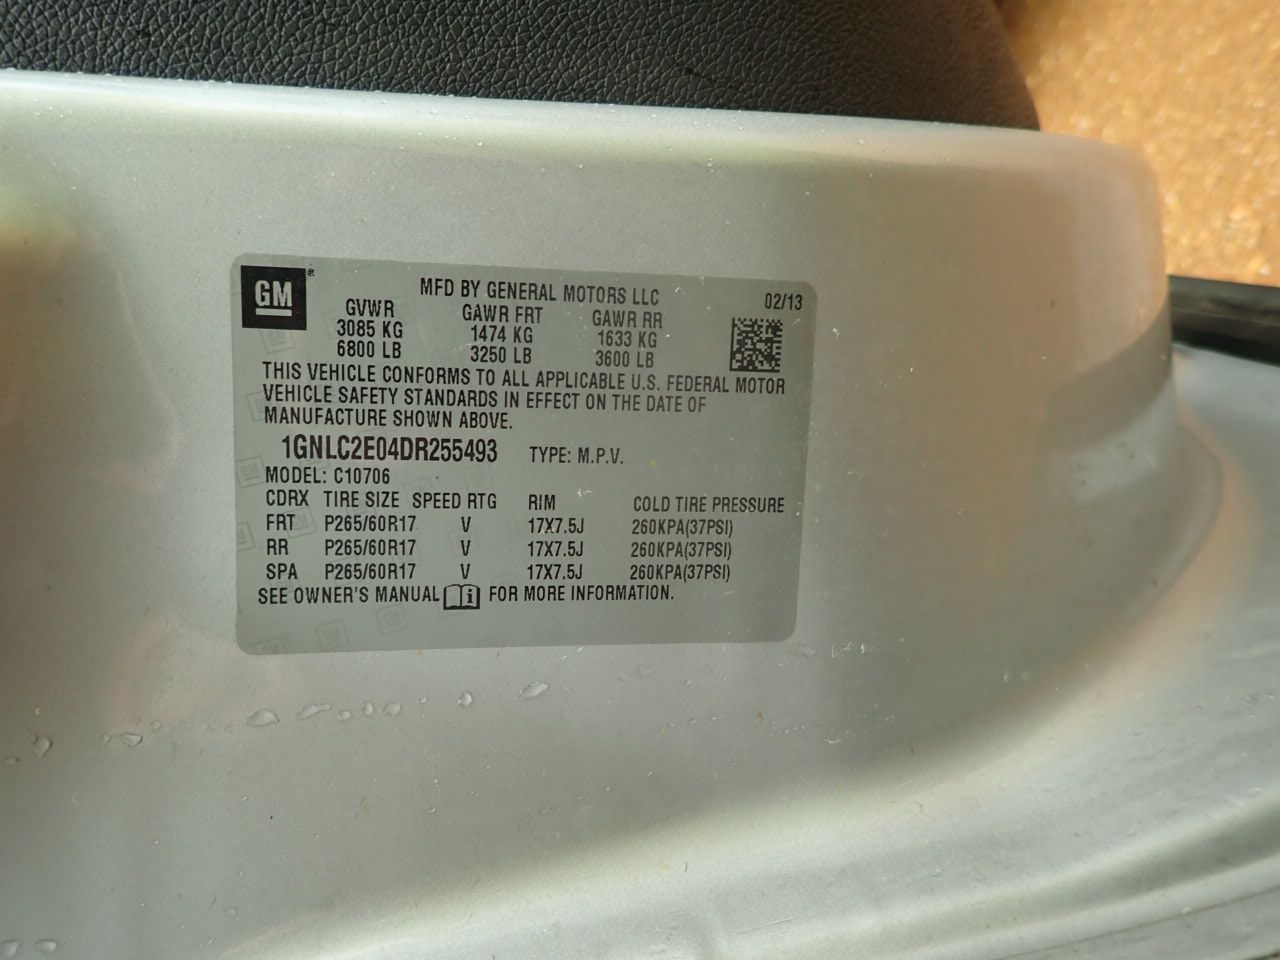 GM ®
MFD BY GENERAL MOTORS LLC 02/13
GVWR GAWR FRT GAWR RR
3085 KG 1474 KG 1633 KG
6800 LB 3250 LB 3600 LB
THIS VEHICLE CONFORMS TO ALL APPLICABLE U.S. FEDERAL MOTOR
VEHICLE SAFETY STANDARDS IN EFFECT ON THE DATE OF
MANUFACTURE SHOWN ABOVE.
1GNLC2E04DR255493 TYPE: M.P.V.
MODEL: C10706
CDRX TIRE SIZE SPEED RTG RIM COLD TIRE PRESSURE
FRT P265/60R17 V 17X7.5J 260KPA(37PSI)
RR P265/60R17 V 17X7.5J 260KPA(37PSI)
SPA P265/60R17 V 17X7.5J 260KPA(37PSI)
SEE OWNER'S MANUAL i FOR MORE INFORMATION.